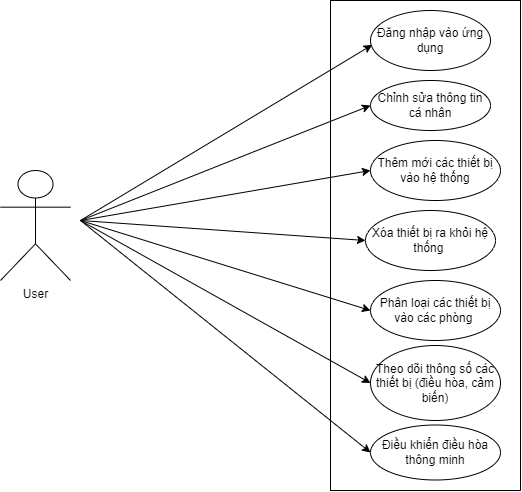 Đăng nhập vào ứng
dụng
Chỉnh sửa thông tin
cá nhân
Thêm mới các thiết bị
vào hệ thống
Xóa thiết bị ra khỏi hệ
thống
User
Phân loại các thiết bị
vào các phòng
Theo dõi thông số các
thiết bị (điều hòa, cảm
biến)
Điều khiển điều hòa
thông minh